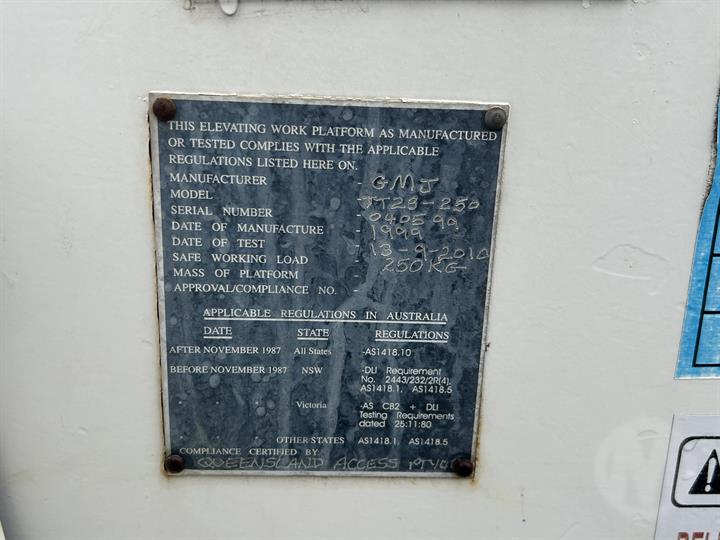 THIS ELEVATING WORK PLATFORM AS MANUFACTURED
OR TESTED COMPLIES WITH THE APPLICABLE
REGULATIONS LISTED HERE ON.
MANUFACTURER - GMJ
MODEL - JT28-250
SERIAL NUMBER - 040599
DATE OF MANUFACTURE - 1999
DATE OF TEST - 13-9-2010
SAFE WORKING LOAD - 250KG
MASS OF PLATFORM -
APPROVAL/COMPLIANCE NO. -
APPLICABLE REGULATIONS IN AUSTRALIA
DATE STATE REGULATIONS
AFTER NOVEMBER 1987 All States -AS1418.10
BEFORE NOVEMBER 1987 NSW -DLI Requirement
No. 2443/232/2R(4).
AS1418.1, AS1418.5
Victoria -AS CB2 + DLI
Testing Requirements
dated 25:11:80
OTHER STATES AS1418.1, AS1418.5
COMPLIANCE CERTIFIED BY:
QUEENSLAND ACCESS